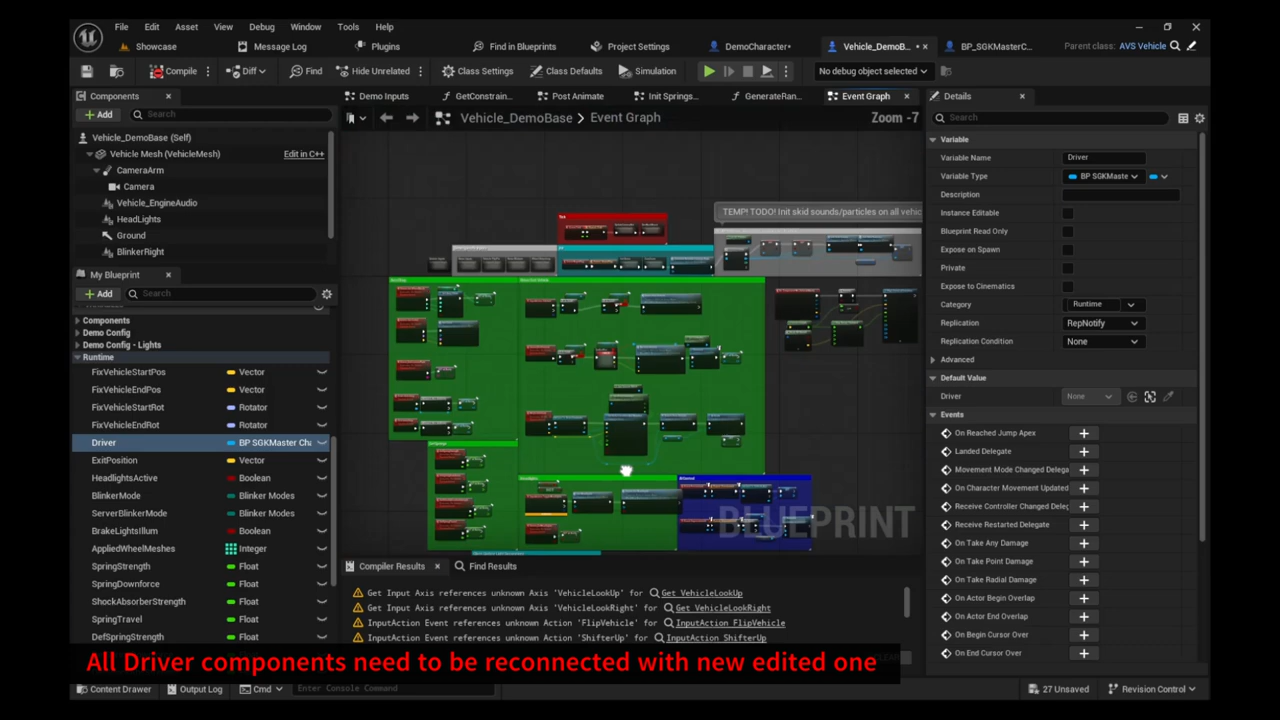 File Edit Asset View Debug Window Tools Help
Showcase Message Log Plugins Find in Blueprints Project Settings DemoCharacter• Vehicle_DemoB... • BP_SGKMasterC... Parent class: AVS Vehicle
Compile Diff Find Hide Unrelated Class Settings Class Defaults Simulation No debug object selected
Components
Add Search
Vehicle_DemoBase (Self)
Vehicle Mesh (VehicleMesh) Edit in C++
CameraArm
Camera
Vehicle_EngineAudio
HeadLights
Ground
BlinkerRight
My Blueprint
Add Search
Components
Demo Config
Demo Config - Lights
Runtime
FixVehicleStartPos Vector
FixVehicleEndPos Vector
FixVehicleStartRot Rotator
FixVehicleEndRot Rotator
Driver BP SGKMaster Cha
ExitPosition Vector
HeadlightsActive Boolean
BlinkerMode Blinker Modes
ServerBlinkerMode Blinker Modes
BrakeLightsIllum Boolean
AppliedWheelMeshes Integer
SpringStrength Float
SpringDownforce Float
ShockAbsorberStrength Float
SpringTravel Float
DefSpringStrength Float
Demo Inputs GetConstrain... Post Animate Init Springs... GenerateRan... Event Graph
Vehicle_DemoBase > Event Graph Zoom -7
TEMP! TODO! Init skid sounds/particles on all vehic
BLUEPRINT
Compiler Results Find Results
Get Input Axis references unknown Axis 'VehicleLookUp' for Get VehicleLookUp
Get Input Axis references unknown Axis 'VehicleLookRight' for Get VehicleLookRight
InputAction Event references unknown Action 'FlipVehicle' for InputAction FlipVehicle
InputAction Event references unknown Action 'ShifterUp' for InputAction ShifterUp
Details
Search
Variable
Variable Name Driver
Variable Type BP SGKMaste
Description
Instance Editable
Blueprint Read Only
Expose on Spawn
Private
Expose to Cinematics
Category Runtime
Replication RepNotify
Replication Condition None
Advanced
Default Value
Driver None
Events
On Reached Jump Apex
Landed Delegate
Movement Mode Changed Delega
On Character Movement Updated
Receive Controller Changed Deleg
Receive Restarted Delegate
On Take Any Damage
On Take Point Damage
On Take Radial Damage
On Actor Begin Overlap
On Actor End Overlap
On Begin Cursor Over
On End Cursor Over
All Driver components need to be reconnected with new edited one
Content Drawer Output Log Cmd Enter Console Command 27 Unsaved Revision Control